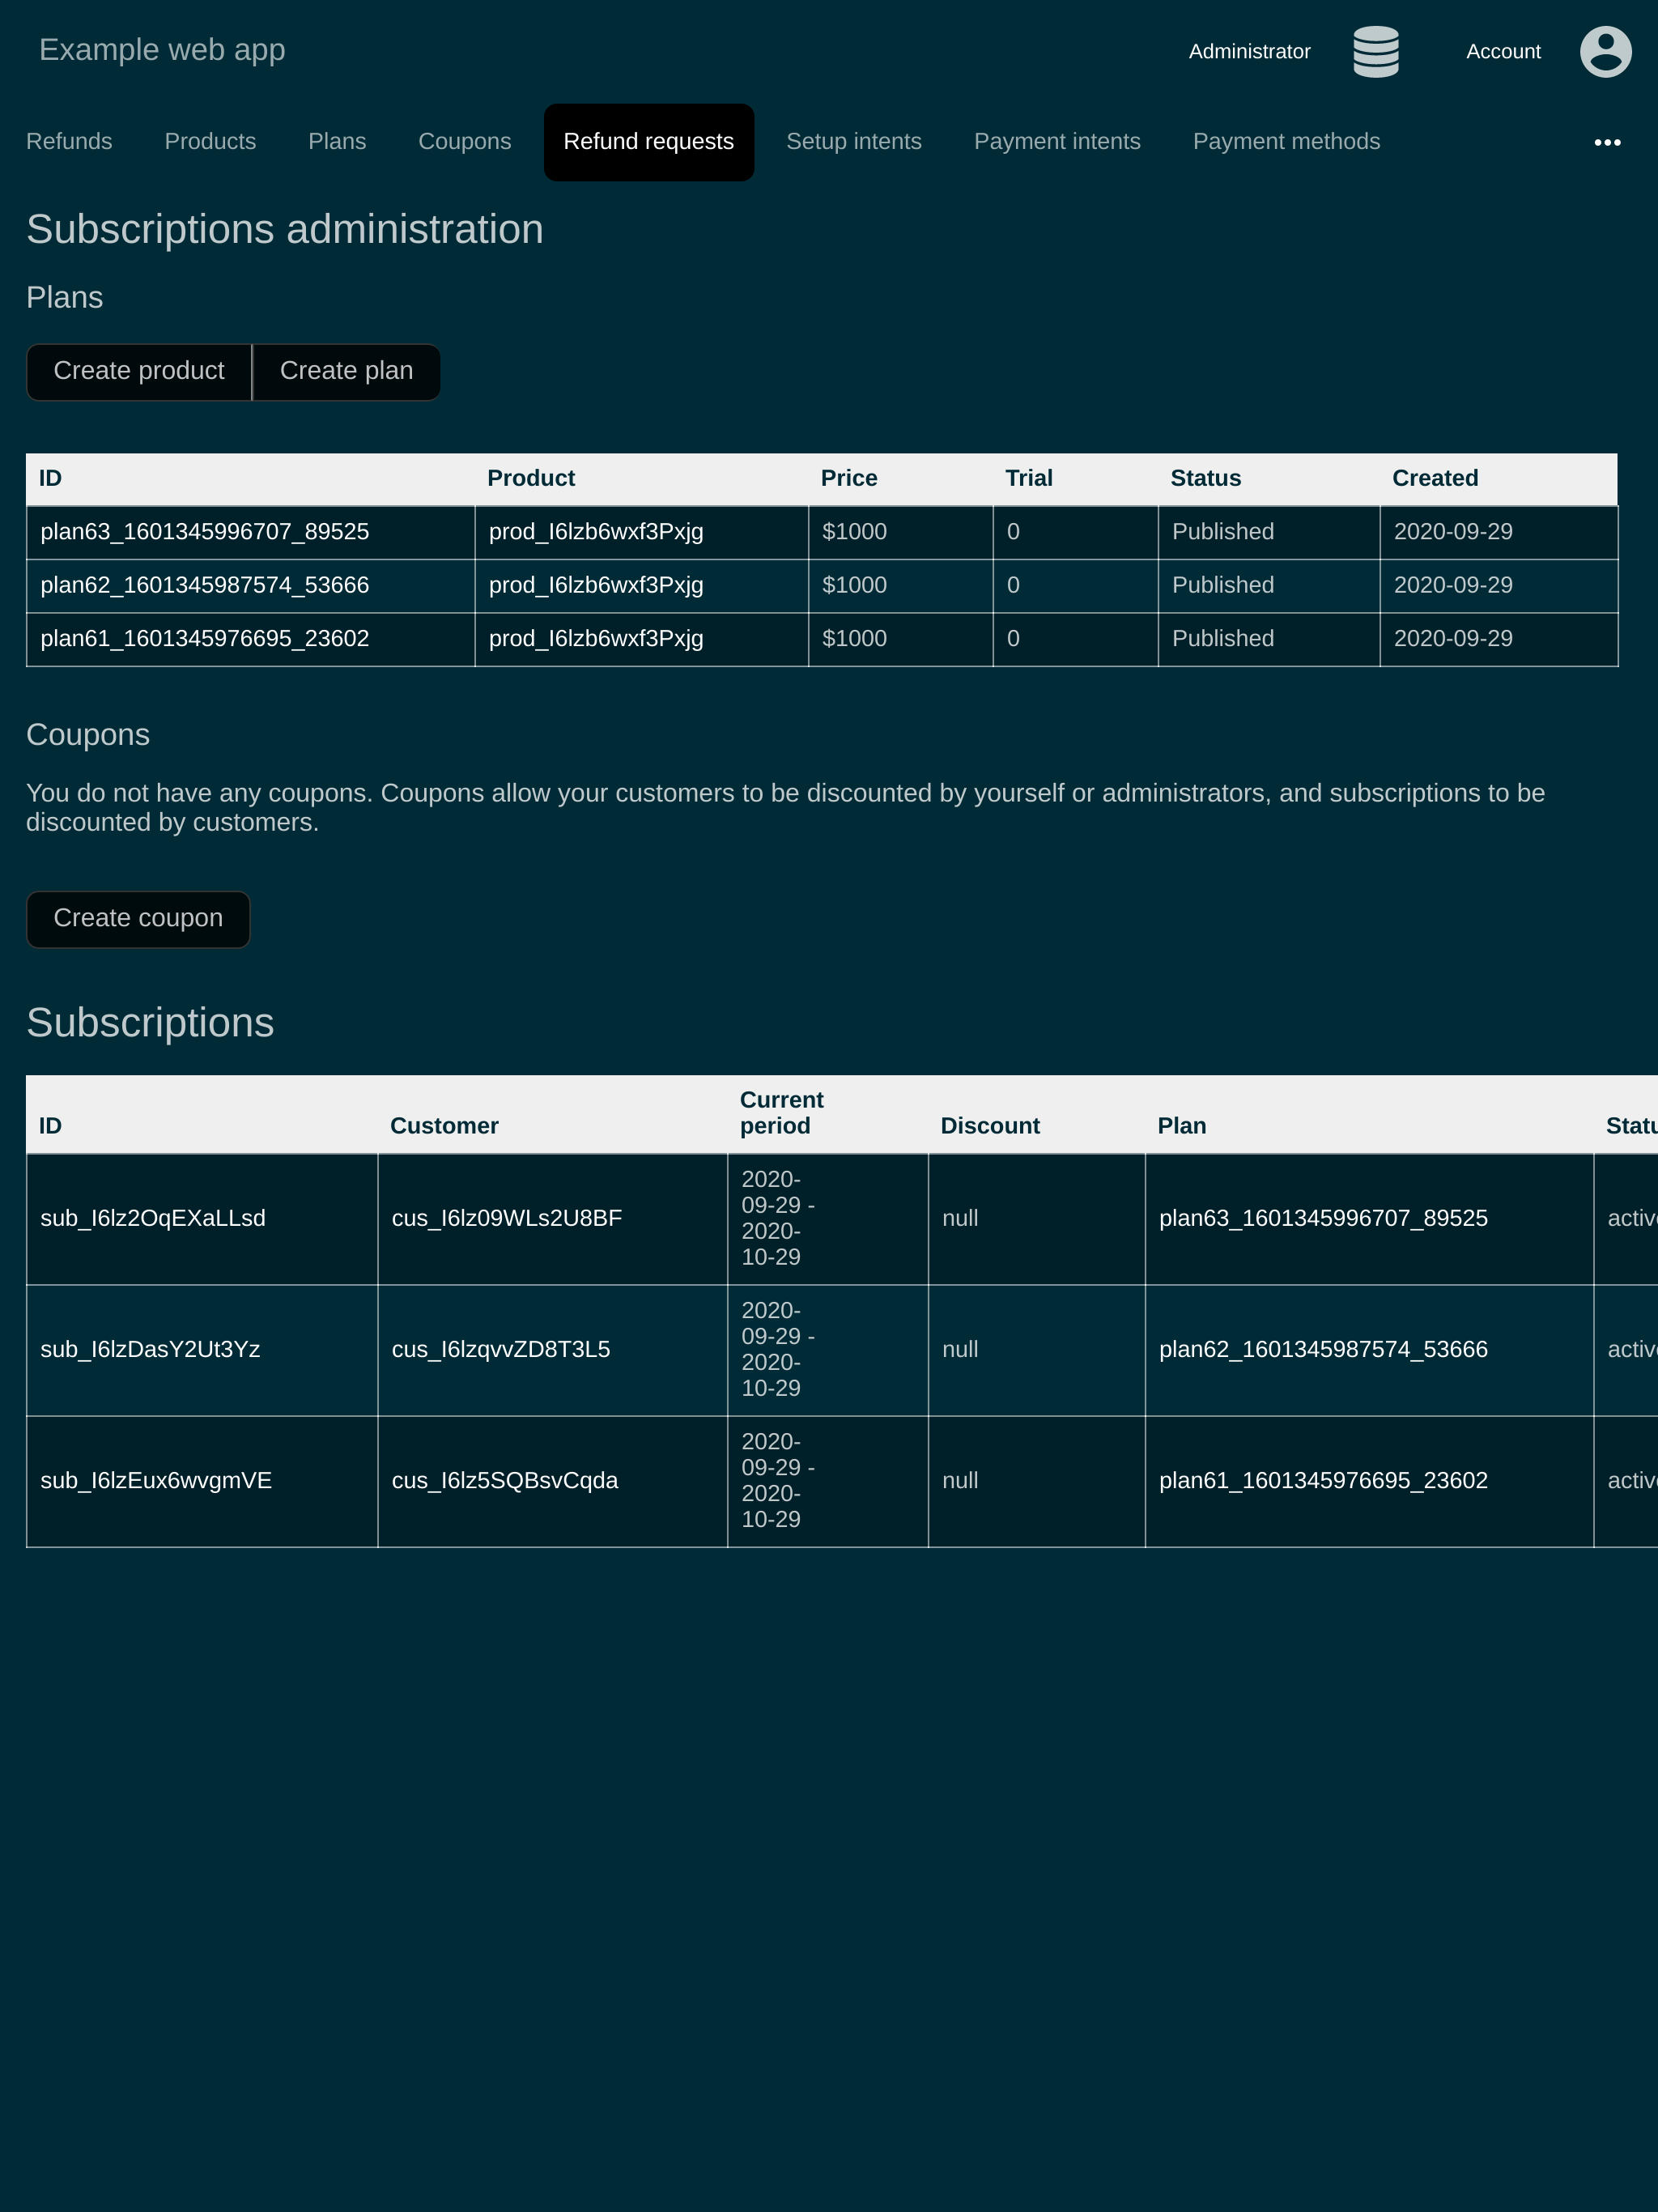 Example web app
Administrator
Account
Refunds Products Plans Coupons Refund requests Setup intents Payment intents Payment methods
Subscriptions administration
Plans
Create product Create plan
ID Product Price Trial Status Created
plan63_1601345996707_89525 prod_I6lzb6wxf3Pxjg $1000 0 Published 2020-09-29
plan62_1601345987574_53666 prod_I6lzb6wxf3Pxjg $1000 0 Published 2020-09-29
plan61_1601345976695_23602 prod_I6lzb6wxf3Pxjg $1000 0 Published 2020-09-29
Coupons
You do not have any coupons. Coupons allow your customers to be discounted by yourself or administrators, and subscriptions to be
discounted by customers.
Create coupon
Subscriptions
ID Customer Current period Discount Plan Statu
sub_I6lz2OqEXaLLsd cus_I6lz09WLs2U8BF 2020-09-29 - 2020-10-29 null plan63_1601345996707_89525 activ
sub_I6lzDasY2Ut3Yz cus_I6lzqvvZD8T3L5 2020-09-29 - 2020-10-29 null plan62_1601345987574_53666 activ
sub_I6lzEux6wvgmVE cus_I6lz5SQBsvCqda 2020-09-29 - 2020-10-29 null plan61_1601345976695_23602 activ